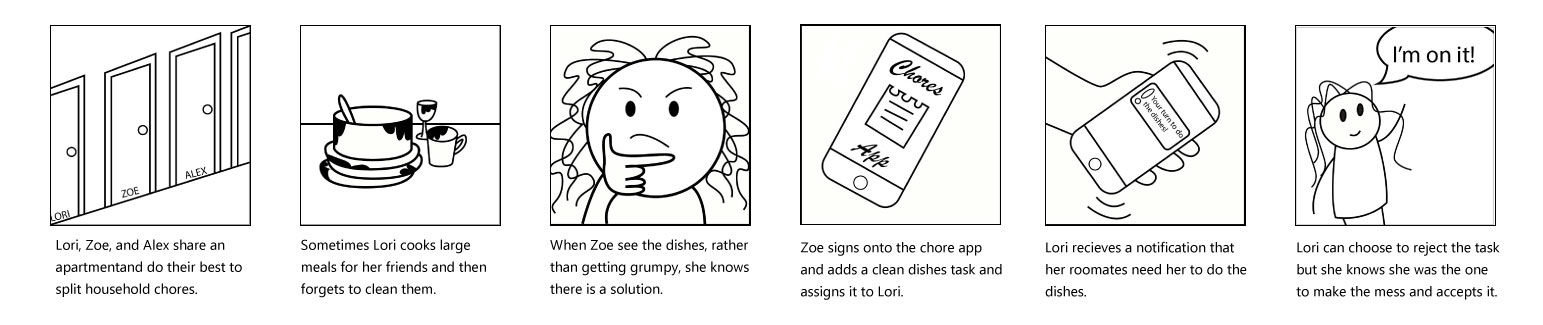 LORI
ZOE
ALEX
Lori, Zoe, and Alex share an
apartmentand do their best to
split household chores.
Sometimes Lori cooks large
meals for her friends and then
forgets to clean them.
When Zoe see the dishes, rather
than getting grumpy, she knows
there is a solution.
Chores
App
Zoe signs onto the chore app
and adds a clean dishes task and
assigns it to Lori.
Your turn to do
the dishes!
Lori recieves a notification that
her roomates need her to do the
dishes.
I'm on it!
Lori can choose to reject the task
but she knows she was the one
to make the mess and accepts it.